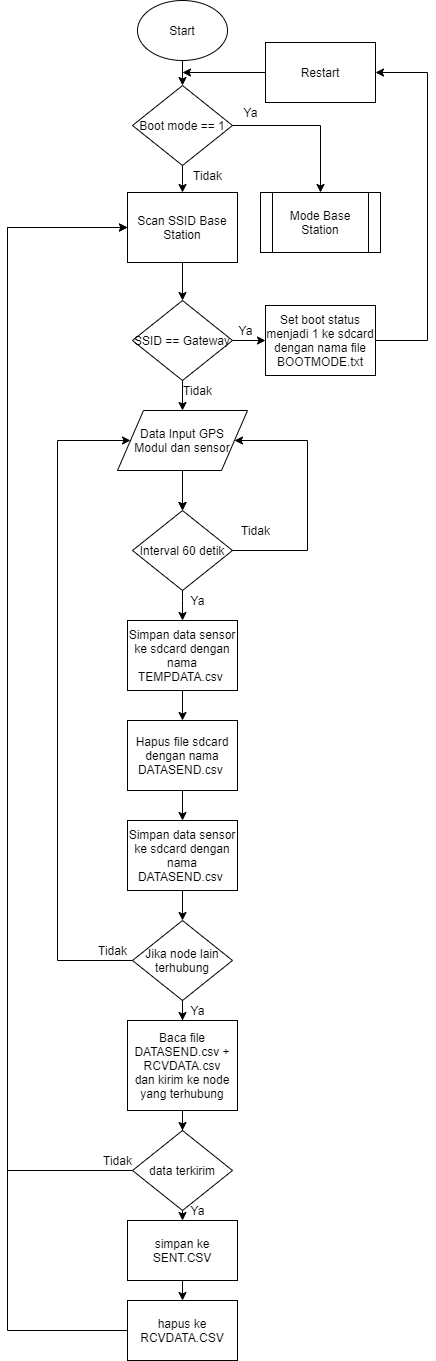 Start
Restart
Boot mode == 1
Ya
Tidak
Scan SSID Base
Station
Mode Base
Station
SSID == Gateway
Ya
Set boot status
menjadi 1 ke sdcard
dengan nama file
BOOTMODE.txt
Tidak
Data Input GPS
Modul dan sensor
Interval 60 detik
Tidak
Ya
Simpan data sensor
ke sdcard dengan
nama
TEMPDATA.csv
Hapus file sdcard
dengan nama
DATASEND.csv
Simpan data sensor
ke sdcard dengan
nama
DATASEND.csv
Tidak
Jika node lain
terhubung
Ya
Baca file
DATASEND.csv +
RCVDATA.csv
dan kirim ke node
yang terhubung
Tidak
data terkirim
Ya
simpan ke
SENT.CSV
hapus ke
RCVDATA.CSV